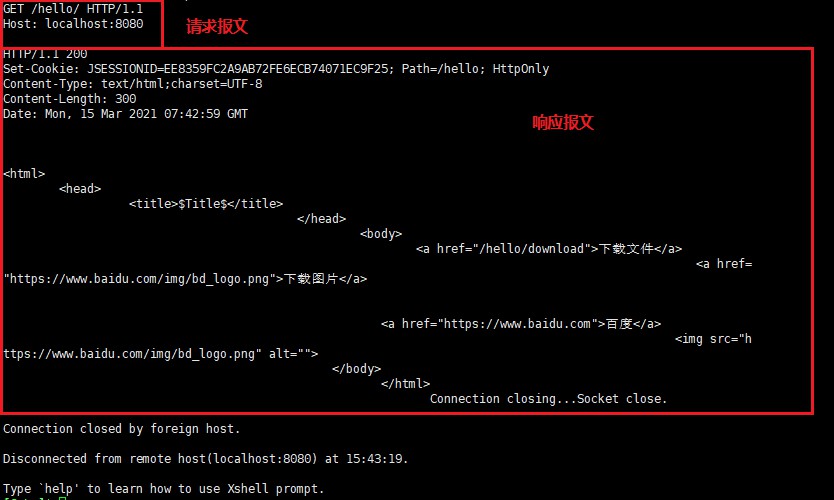 GET /hello/ HTTP/1.1
Host: localhost:8080
请求报文
HTTP/1.1 200
Set-Cookie: JSESSIONID=EE8359FC2A9AB72FE6ECB74071EC9F25; Path=/hello; HttpOnly
Content-Type: text/html;charset=UTF-8
Content-Length: 300
Date: Mon, 15 Mar 2021 07:42:59 GMT
响应报文
<html>
<head>
<title>$Title$</title>
</head>
<body>
<a href="/hello/download">下载文件</a>
<a href=
"https://www.baidu.com/img/bd_logo.png">下载图片</a>
<a href="https://www.baidu.com">百度</a>
<img src="h
ttps://www.baidu.com/img/bd_logo.png" alt="">
</body>
</html>
Connection closing...Socket close.
Connection closed by foreign host.
Disconnected from remote host(localhost:8080) at 15:43:19.
Type `help' to learn how to use Xshell prompt.